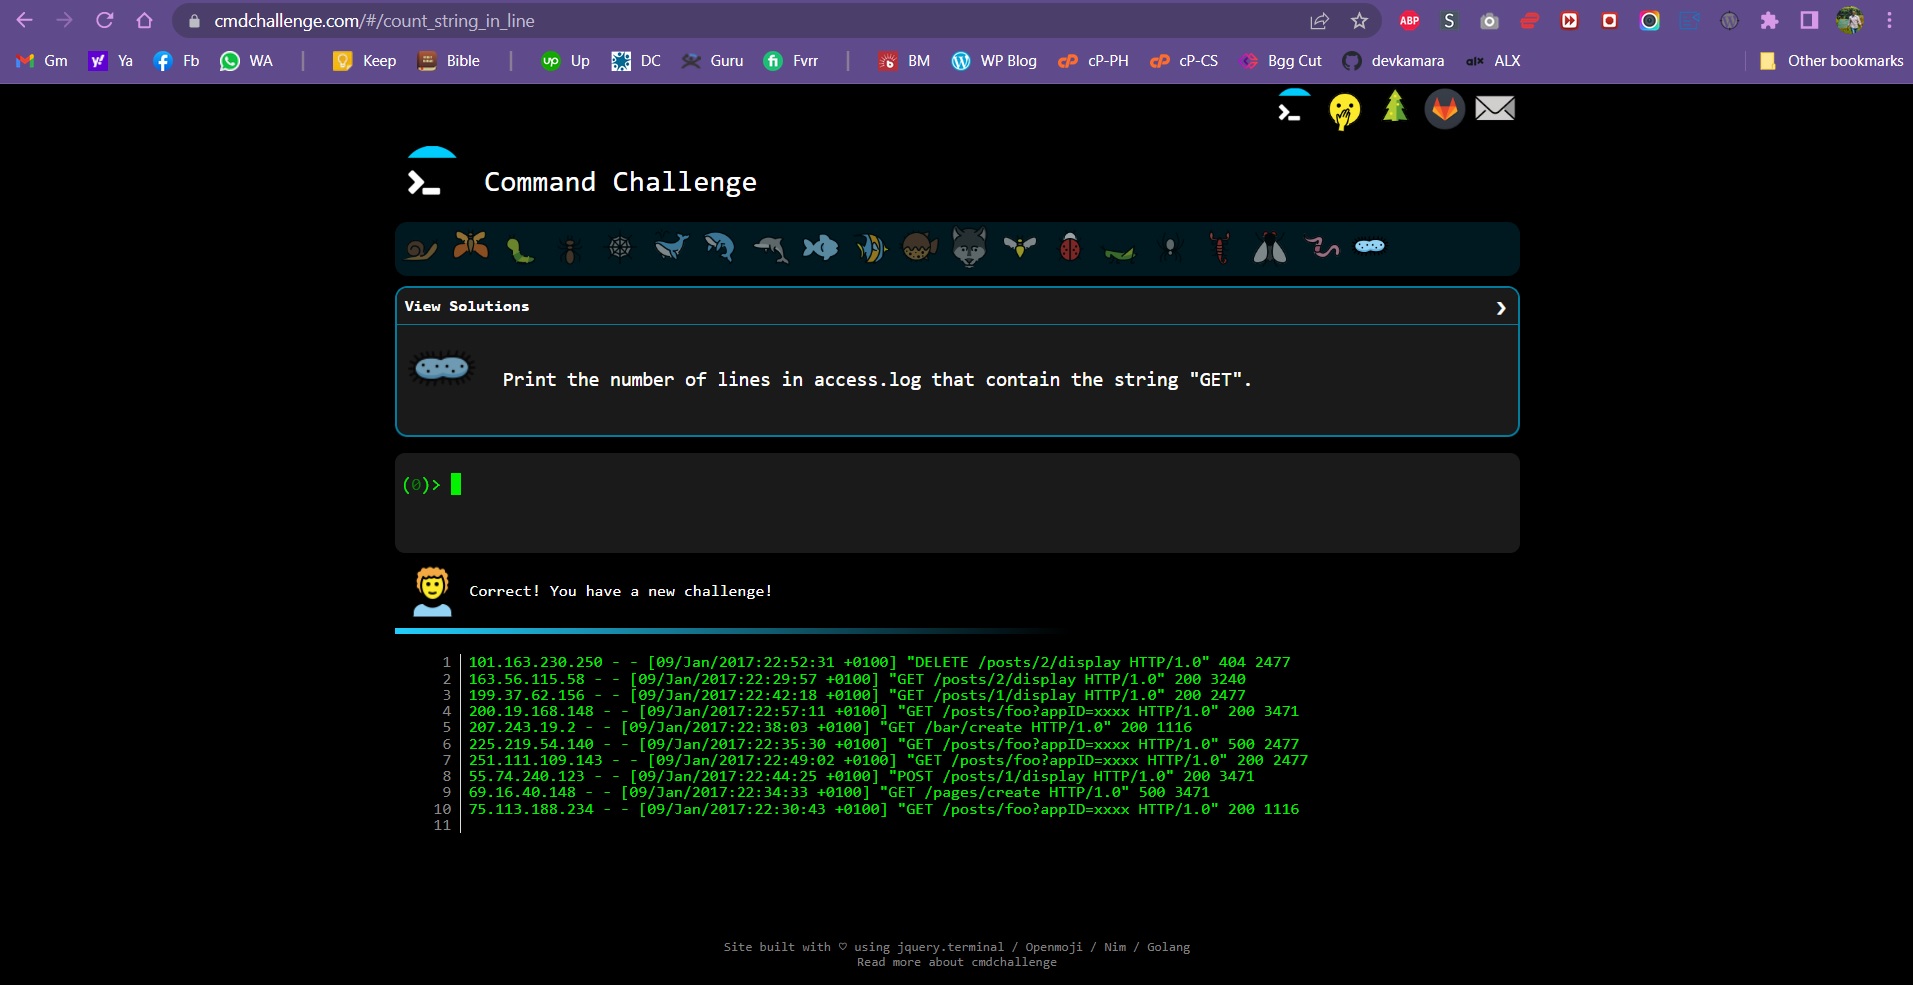 cmdchallenge.com/#/count_string_in_line
ABP
S
Gm Ya Fb WA | Keep Bible | Up DC Guru Fvrr | BM WP Blog cP-PH cP-CS Bgg Cut devkamara ALX Other bookmarks
Command Challenge
View Solutions
Print the number of lines in access.log that contain the string "GET".
(0)>
Correct! You have a new challenge!
1 101.163.230.250 - - [09/Jan/2017:22:52:31 +0100] "DELETE /posts/2/display HTTP/1.0" 404 2477
2 163.56.115.58 - - [09/Jan/2017:22:29:57 +0100] "GET /posts/2/display HTTP/1.0" 200 3240
3 199.37.62.156 - - [09/Jan/2017:22:42:18 +0100] "GET /posts/1/display HTTP/1.0" 200 2477
4 200.19.168.148 - - [09/Jan/2017:22:57:11 +0100] "GET /posts/foo?appID=xxxx HTTP/1.0" 200 3471
5 207.243.19.2 - - [09/Jan/2017:22:38:03 +0100] "GET /bar/create HTTP/1.0" 200 1116
6 225.219.54.140 - - [09/Jan/2017:22:35:30 +0100] "GET /posts/foo?appID=xxxx HTTP/1.0" 500 2477
7 251.111.109.143 - - [09/Jan/2017:22:49:02 +0100] "GET /posts/foo?appID=xxxx HTTP/1.0" 200 2477
8 55.74.240.123 - - [09/Jan/2017:22:44:25 +0100] "POST /posts/1/display HTTP/1.0" 200 3471
9 69.16.40.148 - - [09/Jan/2017:22:34:33 +0100] "GET /pages/create HTTP/1.0" 500 3471
10 75.113.188.234 - - [09/Jan/2017:22:30:43 +0100] "GET /posts/foo?appID=xxxx HTTP/1.0" 200 1116
11
Site built with ♡ using jquery.terminal / Openmoji / Nim / Golang
Read more about cmdchallenge